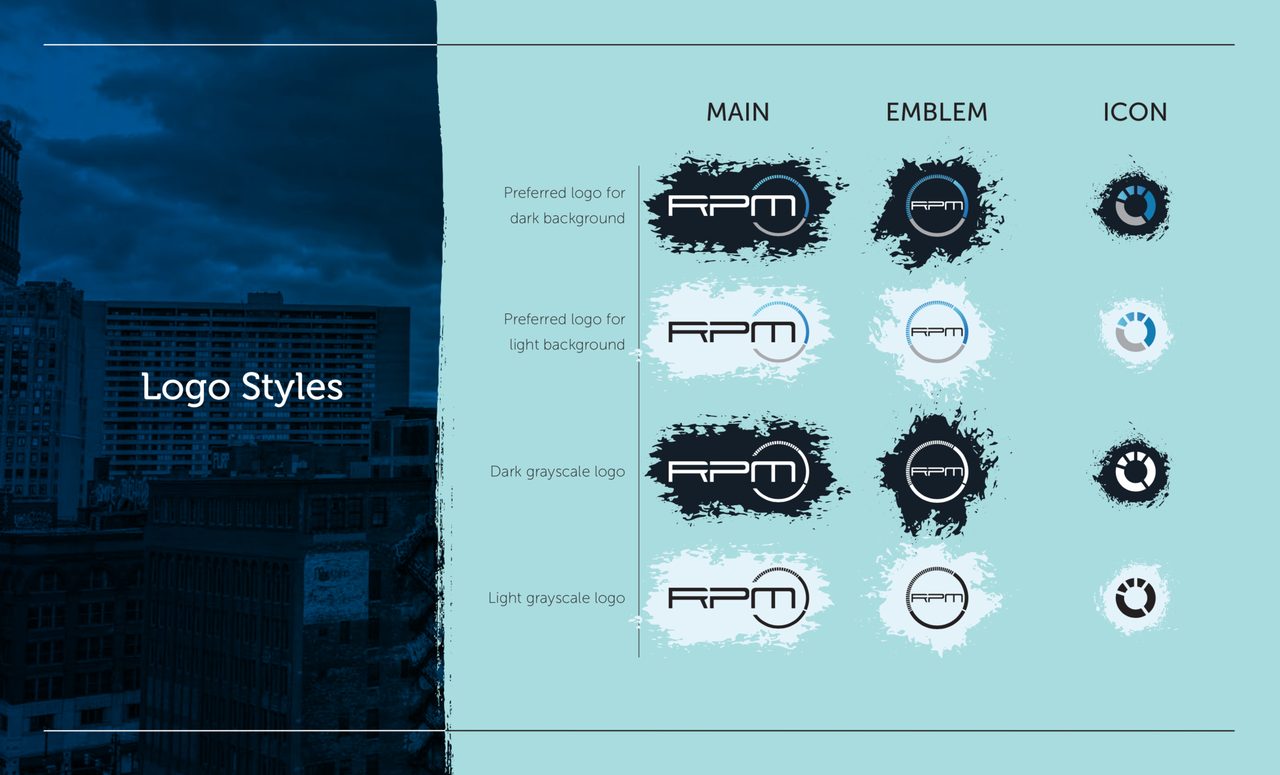 Logo Styles
MAIN
EMBLEM
ICON
Preferred logo for
dark background
RPM
RPM
Preferred logo for
light background
RPM
RPM
Dark grayscale logo
RPM
RPM
Light grayscale logo
RPM
RPM